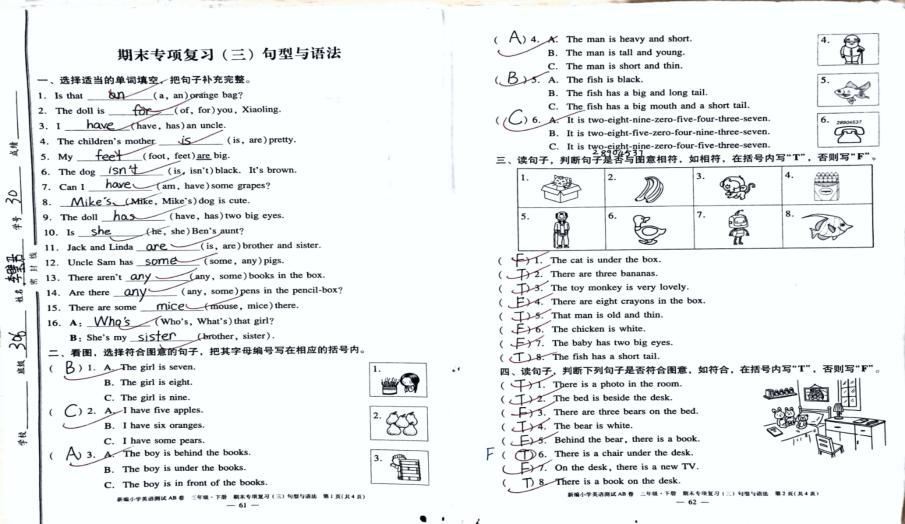 期末专项复习（三）句型与语法
一、选择适当的单词填空，把句子补充完整。
1. Is that an (a, an) orange bag?
2. The doll is for (of, for) you, Xiaoling.
3. I have (have, has) an uncle.
4. The children's mother is (is, are) pretty.
5. My feet (foot, feet) are big.
6. The dog isn't (is, isn't) black. It's brown.
7. Can I have (am, have) some grapes?
8. Mike's (Mike, Mike's) dog is cute.
9. The doll has (have, has) two big eyes.
10. Is she (he, she) Ben's aunt?
11. Jack and Linda are (is, are) brother and sister.
12. Uncle Sam has some (some, any) pigs.
13. There aren't any (any, some) books in the box.
14. Are there any (any, some) pens in the pencil-box?
15. There are some mice (mouse, mice) there.
16. A: Who's (Who's, What's) that girl?
B: She's my sister (brother, sister).
二、看图，选择符合图意的句子，把其字母编号写在相应的括号内。
( B ) 1. A. The girl is seven.
B. The girl is eight.
C. The girl is nine.
1.
( C ) 2. A. I have five apples.
B. I have six oranges.
C. I have some pears.
2.
( A ) 3. A. The boy is behind the books.
B. The boy is under the books.
C. The boy is in front of the books.
3.
新编小学英语测试AB卷 三年级·下册 期末专项复习（三）句型与语法 第1页（共4页）
— 61 —
学校
班级 306
姓名
学号 30
成绩
密封线
( A ) 4. A. The man is heavy and short.
B. The man is tall and young.
C. The man is short and thin.
4.
( B ) 5. A. The fish is black.
B. The fish has a big and long tail.
C. The fish has a big mouth and a short tail.
5.
( C ) 6. A. It is two-eight-nine-zero-five-four-three-seven.
B. It is two-eight-five-zero-four-nine-three-seven.
C. It is two-eight-nine-zero-four-five-three-seven.
6. 28904537
28904537
三、读句子，判断句子是否与图意相符，如相符，在括号内写“T”，否则写“F”。
1. 2. 3. 4.
5. 6. 7. 8.
( F ) 1. The cat is under the box.
( T ) 2. There are three bananas.
( T ) 3. The toy monkey is very lovely.
( F ) 4. There are eight crayons in the box.
( T ) 5. That man is old and thin.
( F ) 6. The chicken is white.
( F ) 7. The baby has two big eyes.
( T ) 8. The fish has a short tail.
四、读句子，判断下列句子是否符合图意，如符合，在括号内写“T”，否则写“F”。
( T ) 1. There is a photo in the room.
( T ) 2. The bed is beside the desk.
( F ) 3. There are three bears on the bed.
( T ) 4. The bear is white.
( F ) 5. Behind the bear, there is a book.
F ( T ) 6. There is a chair under the desk.
( F ) 7. On the desk, there is a new TV.
( T ) 8. There is a book on the desk.
新编小学英语测试AB卷 三年级·下册 期末专项复习（三）句型与语法 第2页（共4页）
— 62 —